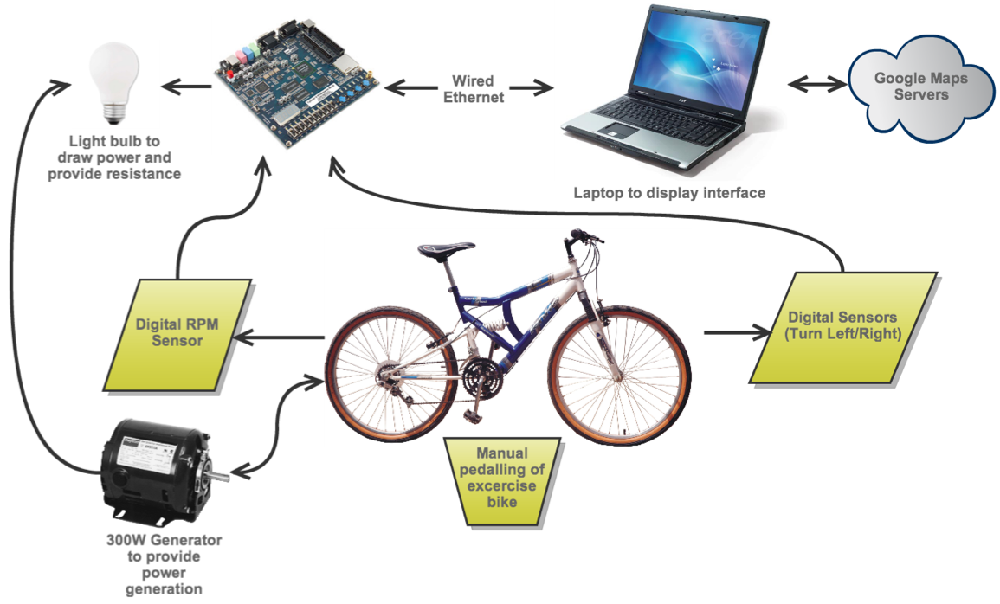 Light bulb to
draw power and
provide resistance
Wired
Ethernet
acer
Laptop to display interface
Google Maps
Servers
Digital RPM
Sensor
Digital Sensors
(Turn Left/Right)
Manual
pedalling of
excercise
bike
300W Generator
to provide
power
generation